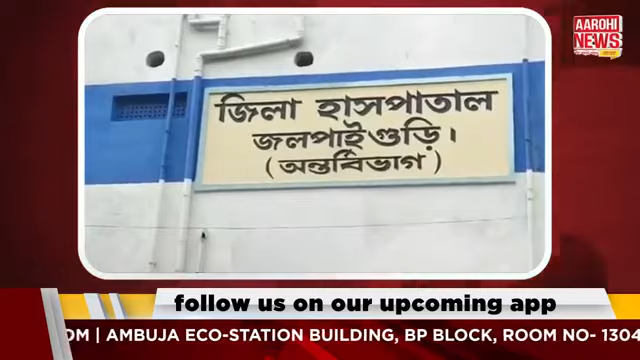 AAROHI
NEWS
জিলা হাসপাতাল
জলপাইগুড়ি।
(অন্তর্বিভাগ)
follow us on our upcoming app
OM | AMBUJA ECO-STATION BUILDING, BP BLOCK, ROOM NO- 1304